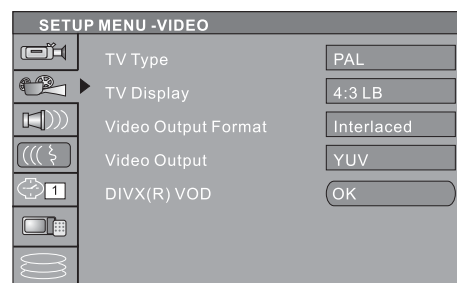 SETUP MENU -VIDEO
TV Type PAL
TV Display 4:3 LB
Video Output Format Interlaced
Video Output YUV
1
DIVX(R) VOD OK